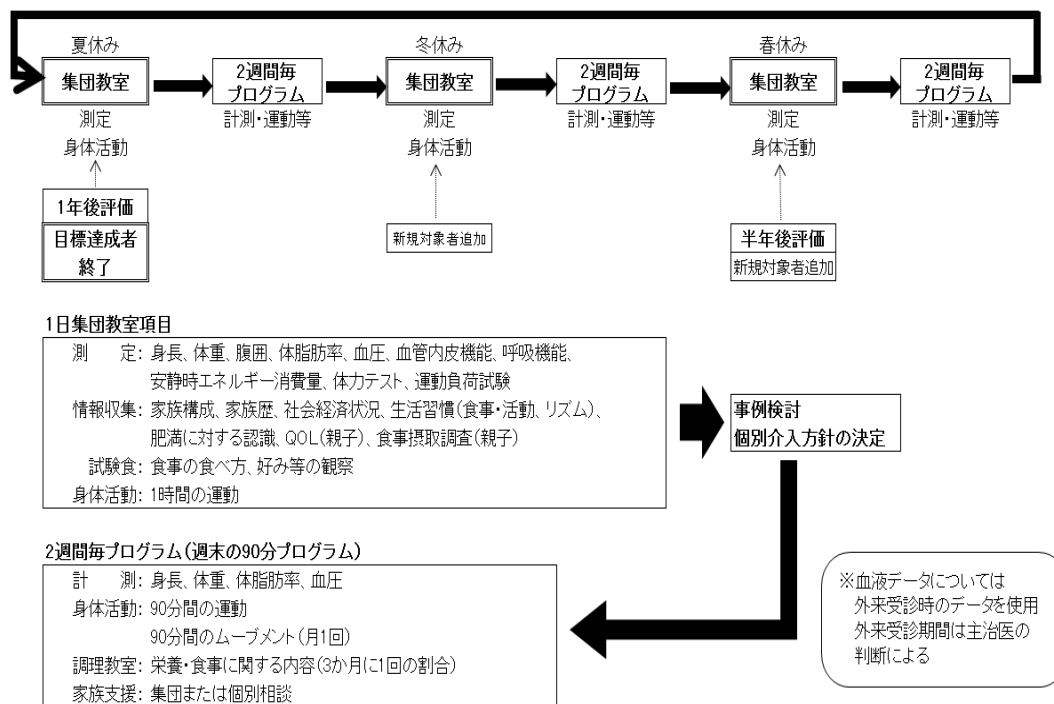 夏休み
冬休み
春休み
集団教室
2週間毎
プログラム
集団教室
2週間毎
プログラム
集団教室
2週間毎
プログラム
測定
計測・運動等
測定
計測・運動等
測定
計測・運動等
身体活動
身体活動
身体活動
1年後評価
目標達成者
終了
新規対象者追加
半年後評価
新規対象者追加
1日集団教室項目
測　定: 身長、体重、腹囲、体脂肪率、血圧、血管内皮機能、呼吸機能、
安静時エネルギー消費量、体力テスト、運動負荷試験
情報収集: 家族構成、家族歴、社会経済状況、生活習慣(食事・活動、リズム)、
肥満に対する認識、QOL(親子)、食事摂取調査(親子)
試験食: 食事の食べ方、好み等の観察
身体活動: 1時間の運動
事例検討
個別介入方針の決定
2週間毎プログラム(週末の90分プログラム)
計　測: 身長、体重、体脂肪率、血圧
身体活動: 90分間の運動
90分間のムーブメント(月1回)
調理教室: 栄養・食事に関する内容(3か月に1回の割合)
家族支援: 集団または個別相談
※血液データについては
外来受診時のデータを使用
外来受診期間は主治医の
判断による